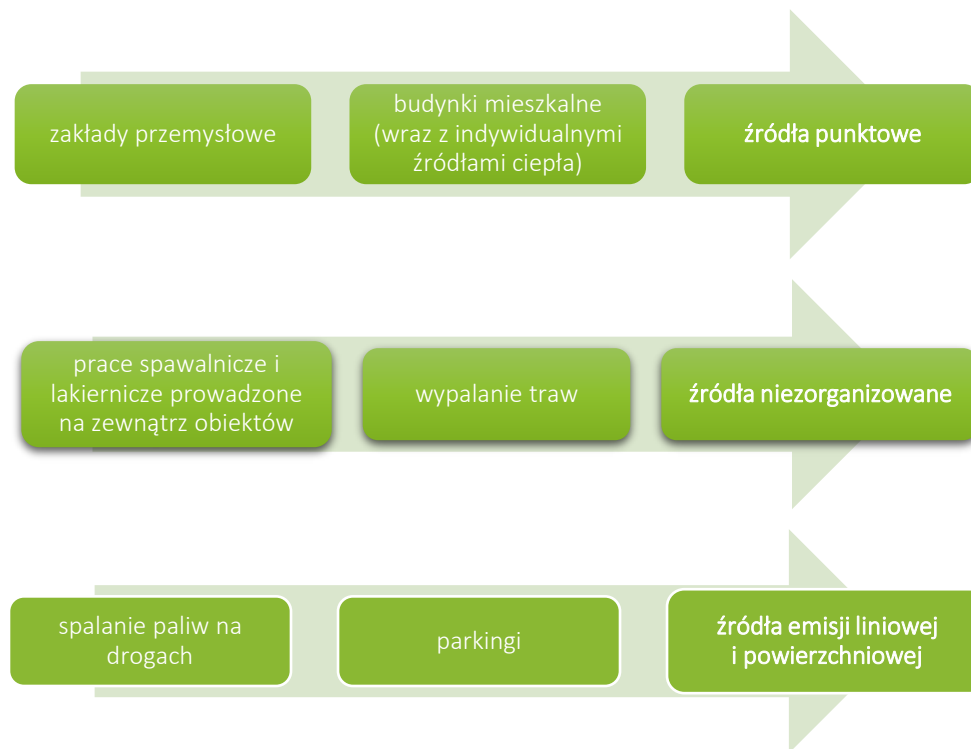 zakłady przemysłowe
budynki mieszkalne
(wraz z indywidualnymi
źródłami ciepła)
źródła punktowe
prace spawalnicze i
lakiernicze prowadzone
na zewnątrz obiektów
wypalanie traw
źródła niezorganizowane
spalanie paliw na
drogach
parkingi
źródła emisji liniowej
i powierzchniowej